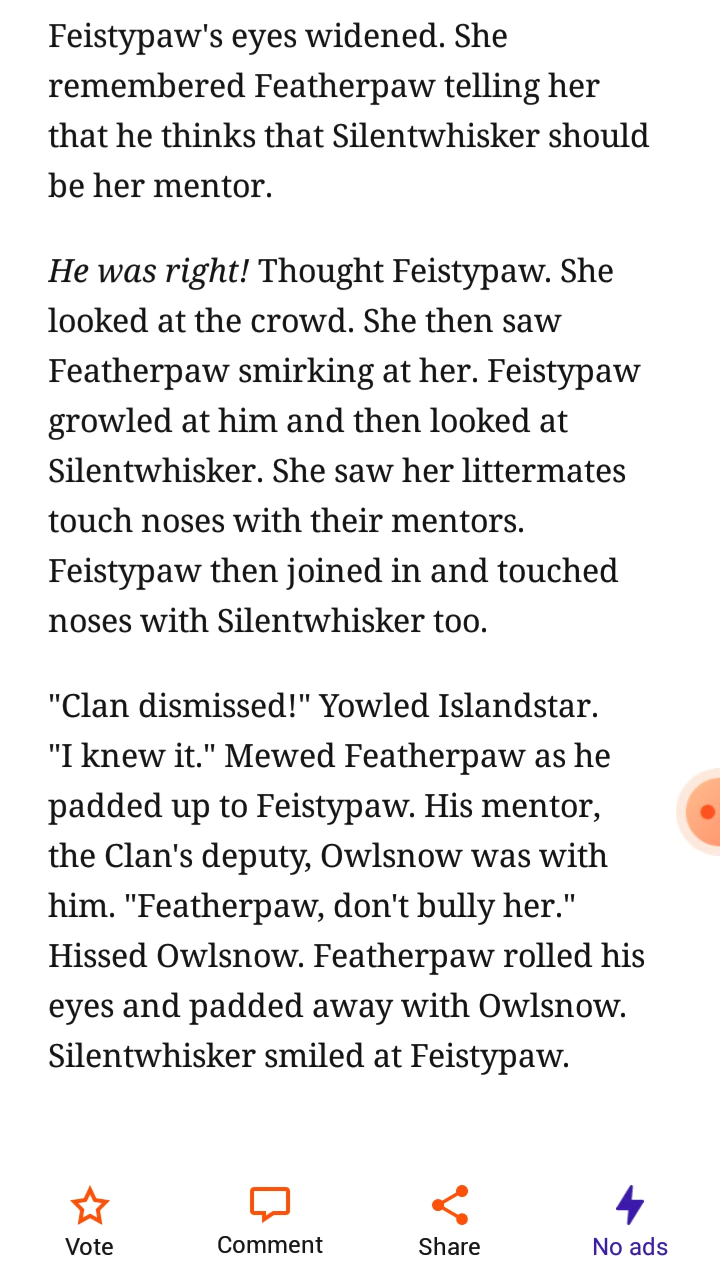 Feistypaw's eyes widened. She
remembered Featherpaw telling her
that he thinks that Silentwhisker should
be her mentor.
He was right! Thought Feistypaw. She
looked at the crowd. She then saw
Featherpaw smirking at her. Feistypaw
growled at him and then looked at
Silentwhisker. She saw her littermates
touch noses with their mentors.
Feistypaw then joined in and touched
noses with Silentwhisker too.
"Clan dismissed!" Yowled Islandstar.
"I knew it." Mewed Featherpaw as he
padded up to Feistypaw. His mentor,
the Clan's deputy, Owlsnow was with
him. "Featherpaw, don't bully her."
Hissed Owlsnow. Featherpaw rolled his
eyes and padded away with Owlsnow.
Silentwhisker smiled at Feistypaw.
Vote Comment Share No ads